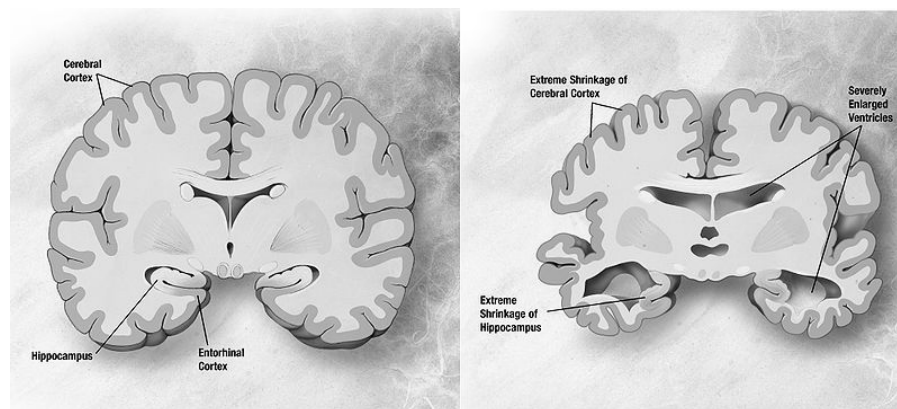 Cerebral
Cortex
Hippocampus
Entorhinal
Cortex
Extreme Shrinkage of
Cerebral Cortex
Severely
Enlarged
Ventricles
Extreme
Shrinkage of
Hippocampus